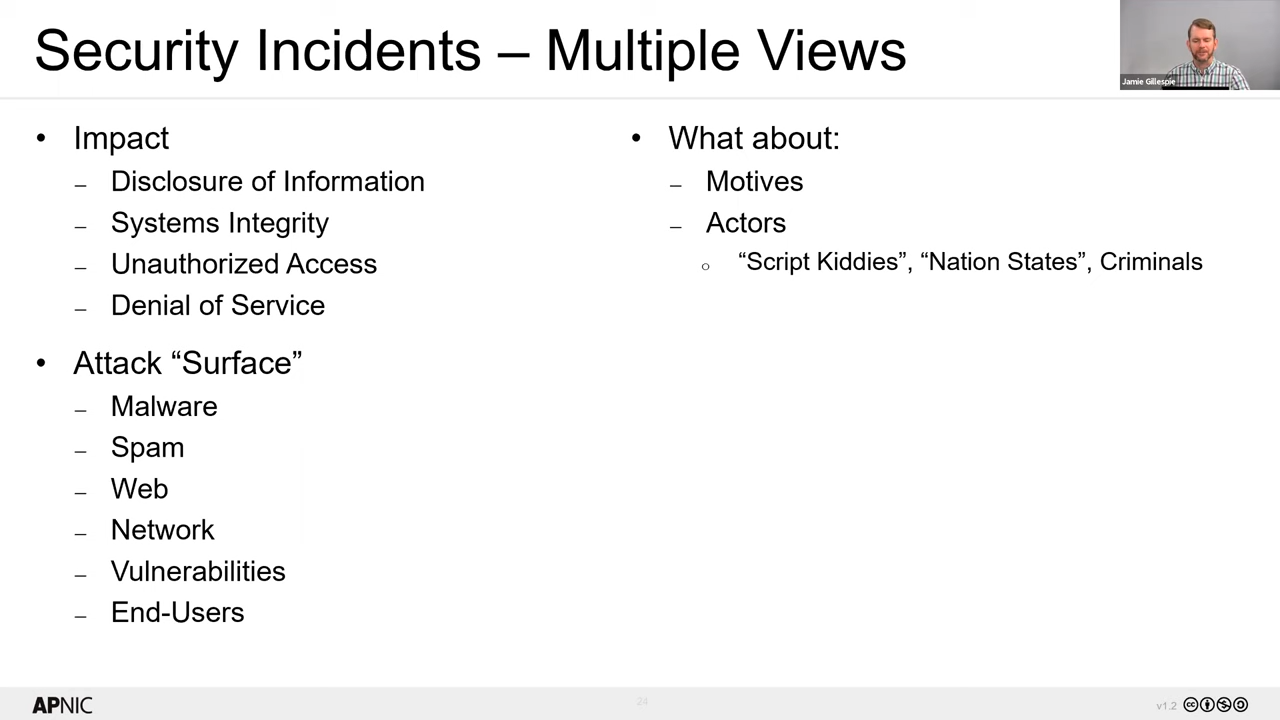 Security Incidents – Multiple Views
Jamie Gillespie
• Impact
– Disclosure of Information
– Systems Integrity
– Unauthorized Access
– Denial of Service
• Attack “Surface”
– Malware
– Spam
– Web
– Network
– Vulnerabilities
– End-Users
• What about:
– Motives
– Actors
○ “Script Kiddies”, “Nation States”, Criminals
APNIC
24
v1.2
cc